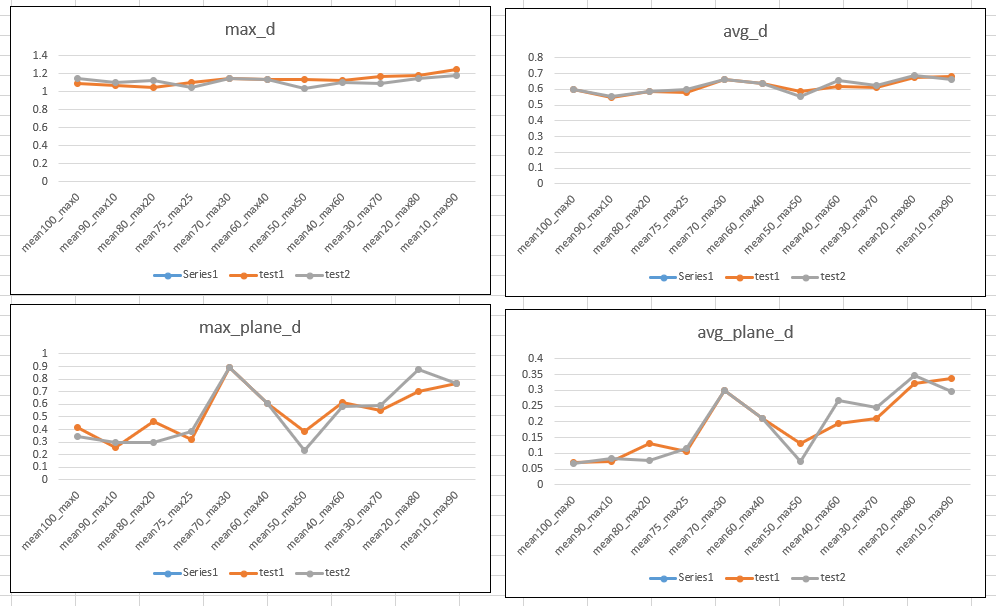 max_d
1.4
1.2
1
0.8
0.6
0.4
0.2
0
mean100_max0
mean90_max10
mean80_max20
mean75_max25
mean70_max30
mean60_max40
mean50_max50
mean40_max60
mean30_max70
mean20_max80
mean10_max90
Series1 test1 test2
avg_d
0.8
0.7
0.6
0.5
0.4
0.3
0.2
0.1
0
mean100_max0
mean90_max10
mean80_max20
mean75_max25
mean70_max30
mean60_max40
mean50_max50
mean40_max60
mean30_max70
mean20_max80
mean10_max90
Series1 test1 test2
max_plane_d
1
0.9
0.8
0.7
0.6
0.5
0.4
0.3
0.2
0.1
0
mean100_max0
mean90_max10
mean80_max20
mean75_max25
mean70_max30
mean60_max40
mean50_max50
mean40_max60
mean30_max70
mean20_max80
mean10_max90
Series1 test1 test2
avg_plane_d
0.4
0.35
0.3
0.25
0.2
0.15
0.1
0.05
0
mean100_max0
mean90_max10
mean80_max20
mean75_max25
mean70_max30
mean60_max40
mean50_max50
mean40_max60
mean30_max70
mean20_max80
mean10_max90
Series1 test1 test2